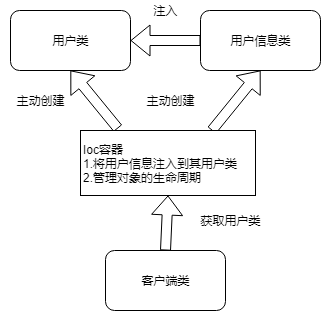 注入
用户类
用户信息类
主动创建
主动创建
Ioc容器
1.将用户信息注入到其用户类
2.管理对象的生命周期
获取用户类
客户端类